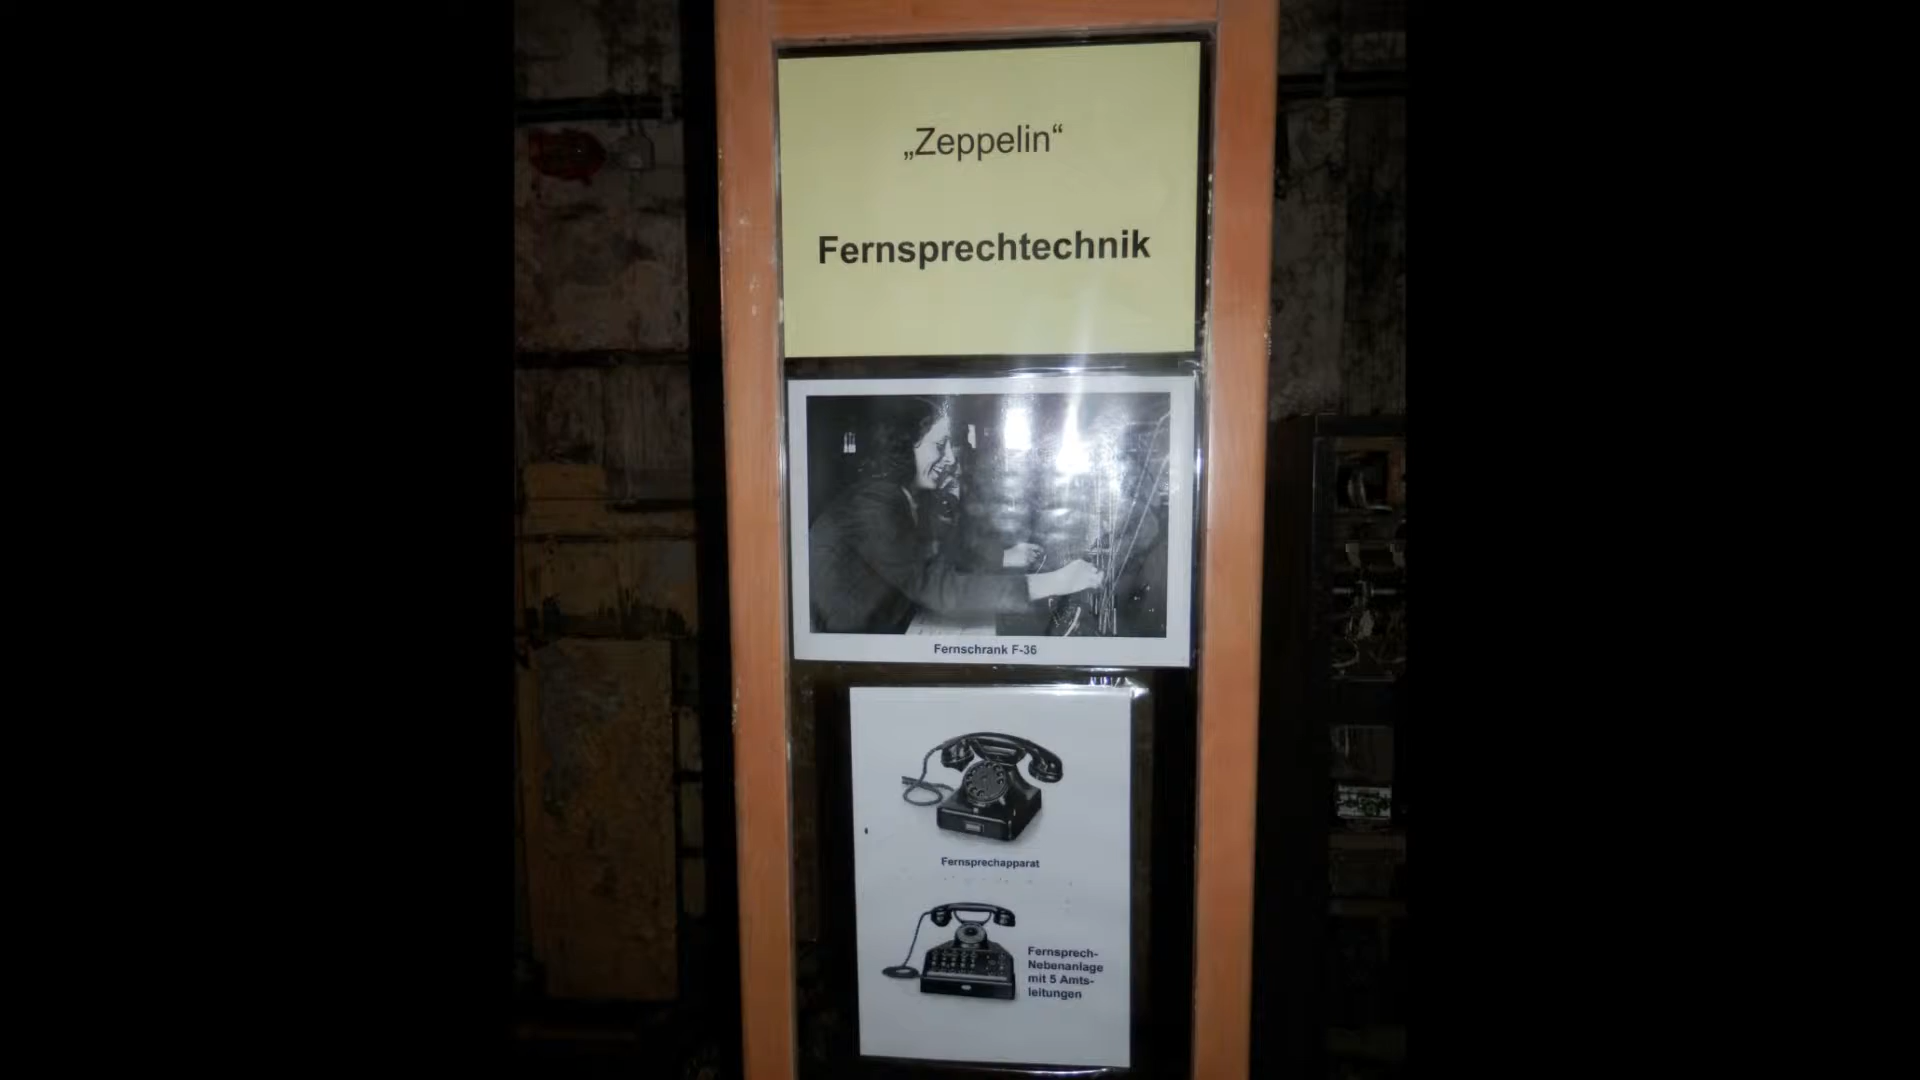 „Zeppelin“
Fernsprechtechnik
Fernschrank F-36
Fernsprechapparat
Fernsprech-
Nebenanlage
mit 5 Amts-
leitungen